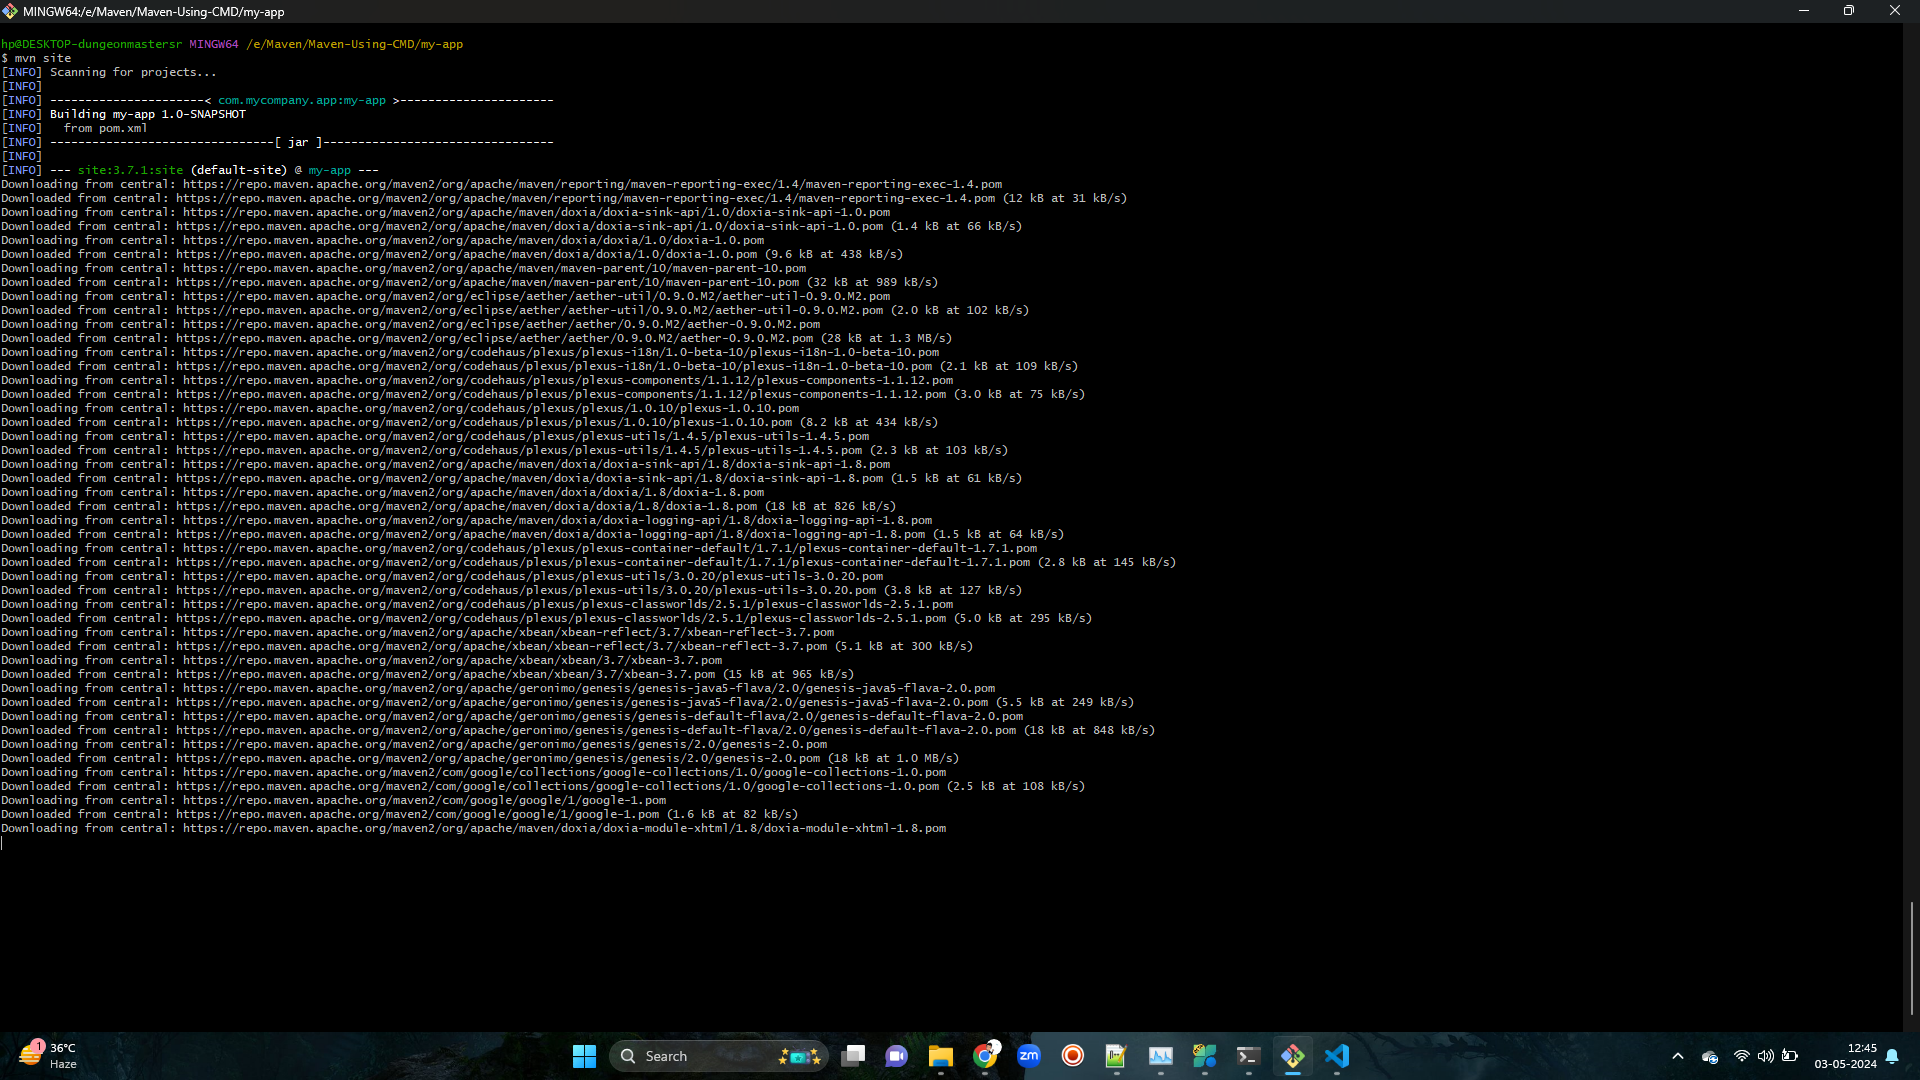 MINGW64:/e/Maven/Maven-Using-CMD/my-app
hp@DESKTOP-dungeonmastersr MINGW64 /e/Maven/Maven-Using-CMD/my-app
$ mvn site
[INFO] Scanning for projects...
[INFO]
[INFO] ----------------------< com.mycompany.app:my-app >----------------------
[INFO] Building my-app 1.0-SNAPSHOT
[INFO]   from pom.xml
[INFO] --------------------------------[ jar ]---------------------------------
[INFO]
[INFO] --- site:3.7.1:site (default-site) @ my-app ---
Downloading from central: https://repo.maven.apache.org/maven2/org/apache/maven/reporting/maven-reporting-exec/1.4/maven-reporting-exec-1.4.pom
Downloaded from central: https://repo.maven.apache.org/maven2/org/apache/maven/reporting/maven-reporting-exec/1.4/maven-reporting-exec-1.4.pom (12 kB at 31 kB/s)
Downloading from central: https://repo.maven.apache.org/maven2/org/apache/maven/doxia/doxia-sink-api/1.0/doxia-sink-api-1.0.pom
Downloaded from central: https://repo.maven.apache.org/maven2/org/apache/maven/doxia/doxia-sink-api/1.0/doxia-sink-api-1.0.pom (1.4 kB at 66 kB/s)
Downloading from central: https://repo.maven.apache.org/maven2/org/apache/maven/doxia/doxia/1.0/doxia-1.0.pom
Downloaded from central: https://repo.maven.apache.org/maven2/org/apache/maven/doxia/doxia/1.0/doxia-1.0.pom (9.6 kB at 438 kB/s)
Downloading from central: https://repo.maven.apache.org/maven2/org/apache/maven/maven-parent/10/maven-parent-10.pom
Downloaded from central: https://repo.maven.apache.org/maven2/org/apache/maven/maven-parent/10/maven-parent-10.pom (32 kB at 989 kB/s)
Downloading from central: https://repo.maven.apache.org/maven2/org/eclipse/aether/aether-util/0.9.0.M2/aether-util-0.9.0.M2.pom
Downloaded from central: https://repo.maven.apache.org/maven2/org/eclipse/aether/aether-util/0.9.0.M2/aether-util-0.9.0.M2.pom (2.0 kB at 102 kB/s)
Downloading from central: https://repo.maven.apache.org/maven2/org/eclipse/aether/aether/0.9.0.M2/aether-0.9.0.M2.pom
Downloaded from central: https://repo.maven.apache.org/maven2/org/eclipse/aether/aether/0.9.0.M2/aether-0.9.0.M2.pom (28 kB at 1.3 MB/s)
Downloading from central: https://repo.maven.apache.org/maven2/org/codehaus/plexus/plexus-i18n/1.0-beta-10/plexus-i18n-1.0-beta-10.pom
Downloaded from central: https://repo.maven.apache.org/maven2/org/codehaus/plexus/plexus-i18n/1.0-beta-10/plexus-i18n-1.0-beta-10.pom (2.1 kB at 109 kB/s)
Downloading from central: https://repo.maven.apache.org/maven2/org/codehaus/plexus/plexus-components/1.1.12/plexus-components-1.1.12.pom
Downloaded from central: https://repo.maven.apache.org/maven2/org/codehaus/plexus/plexus-components/1.1.12/plexus-components-1.1.12.pom (3.0 kB at 75 kB/s)
Downloading from central: https://repo.maven.apache.org/maven2/org/codehaus/plexus/plexus/1.0.10/plexus-1.0.10.pom
Downloaded from central: https://repo.maven.apache.org/maven2/org/codehaus/plexus/plexus/1.0.10/plexus-1.0.10.pom (8.2 kB at 434 kB/s)
Downloading from central: https://repo.maven.apache.org/maven2/org/codehaus/plexus/plexus-utils/1.4.5/plexus-utils-1.4.5.pom
Downloaded from central: https://repo.maven.apache.org/maven2/org/codehaus/plexus/plexus-utils/1.4.5/plexus-utils-1.4.5.pom (2.3 kB at 103 kB/s)
Downloading from central: https://repo.maven.apache.org/maven2/org/apache/maven/doxia/doxia-sink-api/1.8/doxia-sink-api-1.8.pom
Downloaded from central: https://repo.maven.apache.org/maven2/org/apache/maven/doxia/doxia-sink-api/1.8/doxia-sink-api-1.8.pom (1.5 kB at 61 kB/s)
Downloading from central: https://repo.maven.apache.org/maven2/org/apache/maven/doxia/doxia/1.8/doxia-1.8.pom
Downloaded from central: https://repo.maven.apache.org/maven2/org/apache/maven/doxia/doxia/1.8/doxia-1.8.pom (18 kB at 826 kB/s)
Downloading from central: https://repo.maven.apache.org/maven2/org/apache/maven/doxia/doxia-logging-api/1.8/doxia-logging-api-1.8.pom
Downloaded from central: https://repo.maven.apache.org/maven2/org/apache/maven/doxia/doxia-logging-api/1.8/doxia-logging-api-1.8.pom (1.5 kB at 64 kB/s)
Downloading from central: https://repo.maven.apache.org/maven2/org/codehaus/plexus/plexus-container-default/1.7.1/plexus-container-default-1.7.1.pom
Downloaded from central: https://repo.maven.apache.org/maven2/org/codehaus/plexus/plexus-container-default/1.7.1/plexus-container-default-1.7.1.pom (2.8 kB at 145 kB/s)
Downloading from central: https://repo.maven.apache.org/maven2/org/codehaus/plexus/plexus-utils/3.0.20/plexus-utils-3.0.20.pom
Downloaded from central: https://repo.maven.apache.org/maven2/org/codehaus/plexus/plexus-utils/3.0.20/plexus-utils-3.0.20.pom (3.8 kB at 127 kB/s)
Downloading from central: https://repo.maven.apache.org/maven2/org/codehaus/plexus/plexus-classworlds/2.5.1/plexus-classworlds-2.5.1.pom
Downloaded from central: https://repo.maven.apache.org/maven2/org/codehaus/plexus/plexus-classworlds/2.5.1/plexus-classworlds-2.5.1.pom (5.0 kB at 295 kB/s)
Downloading from central: https://repo.maven.apache.org/maven2/org/apache/xbean/xbean-reflect/3.7/xbean-reflect-3.7.pom
Downloaded from central: https://repo.maven.apache.org/maven2/org/apache/xbean/xbean-reflect/3.7/xbean-reflect-3.7.pom (5.1 kB at 300 kB/s)
Downloading from central: https://repo.maven.apache.org/maven2/org/apache/xbean/xbean/3.7/xbean-3.7.pom
Downloaded from central: https://repo.maven.apache.org/maven2/org/apache/xbean/xbean/3.7/xbean-3.7.pom (15 kB at 965 kB/s)
Downloading from central: https://repo.maven.apache.org/maven2/org/apache/geronimo/genesis/genesis-java5-flava/2.0/genesis-java5-flava-2.0.pom
Downloaded from central: https://repo.maven.apache.org/maven2/org/apache/geronimo/genesis/genesis-java5-flava/2.0/genesis-java5-flava-2.0.pom (5.5 kB at 249 kB/s)
Downloading from central: https://repo.maven.apache.org/maven2/org/apache/geronimo/genesis/genesis-default-flava/2.0/genesis-default-flava-2.0.pom
Downloaded from central: https://repo.maven.apache.org/maven2/org/apache/geronimo/genesis/genesis-default-flava/2.0/genesis-default-flava-2.0.pom (18 kB at 848 kB/s)
Downloading from central: https://repo.maven.apache.org/maven2/org/apache/geronimo/genesis/genesis/2.0/genesis-2.0.pom
Downloaded from central: https://repo.maven.apache.org/maven2/org/apache/geronimo/genesis/genesis/2.0/genesis-2.0.pom (18 kB at 1.0 MB/s)
Downloading from central: https://repo.maven.apache.org/maven2/com/google/collections/google-collections/1.0/google-collections-1.0.pom
Downloaded from central: https://repo.maven.apache.org/maven2/com/google/collections/google-collections/1.0/google-collections-1.0.pom (2.5 kB at 108 kB/s)
Downloading from central: https://repo.maven.apache.org/maven2/com/google/google/1/google-1.pom
Downloaded from central: https://repo.maven.apache.org/maven2/com/google/google/1/google-1.pom (1.6 kB at 82 kB/s)
Downloading from central: https://repo.maven.apache.org/maven2/org/apache/maven/doxia/doxia-module-xhtml/1.8/doxia-module-xhtml-1.8.pom
1
36°C
Haze
Search
zm
12:45
03-05-2024